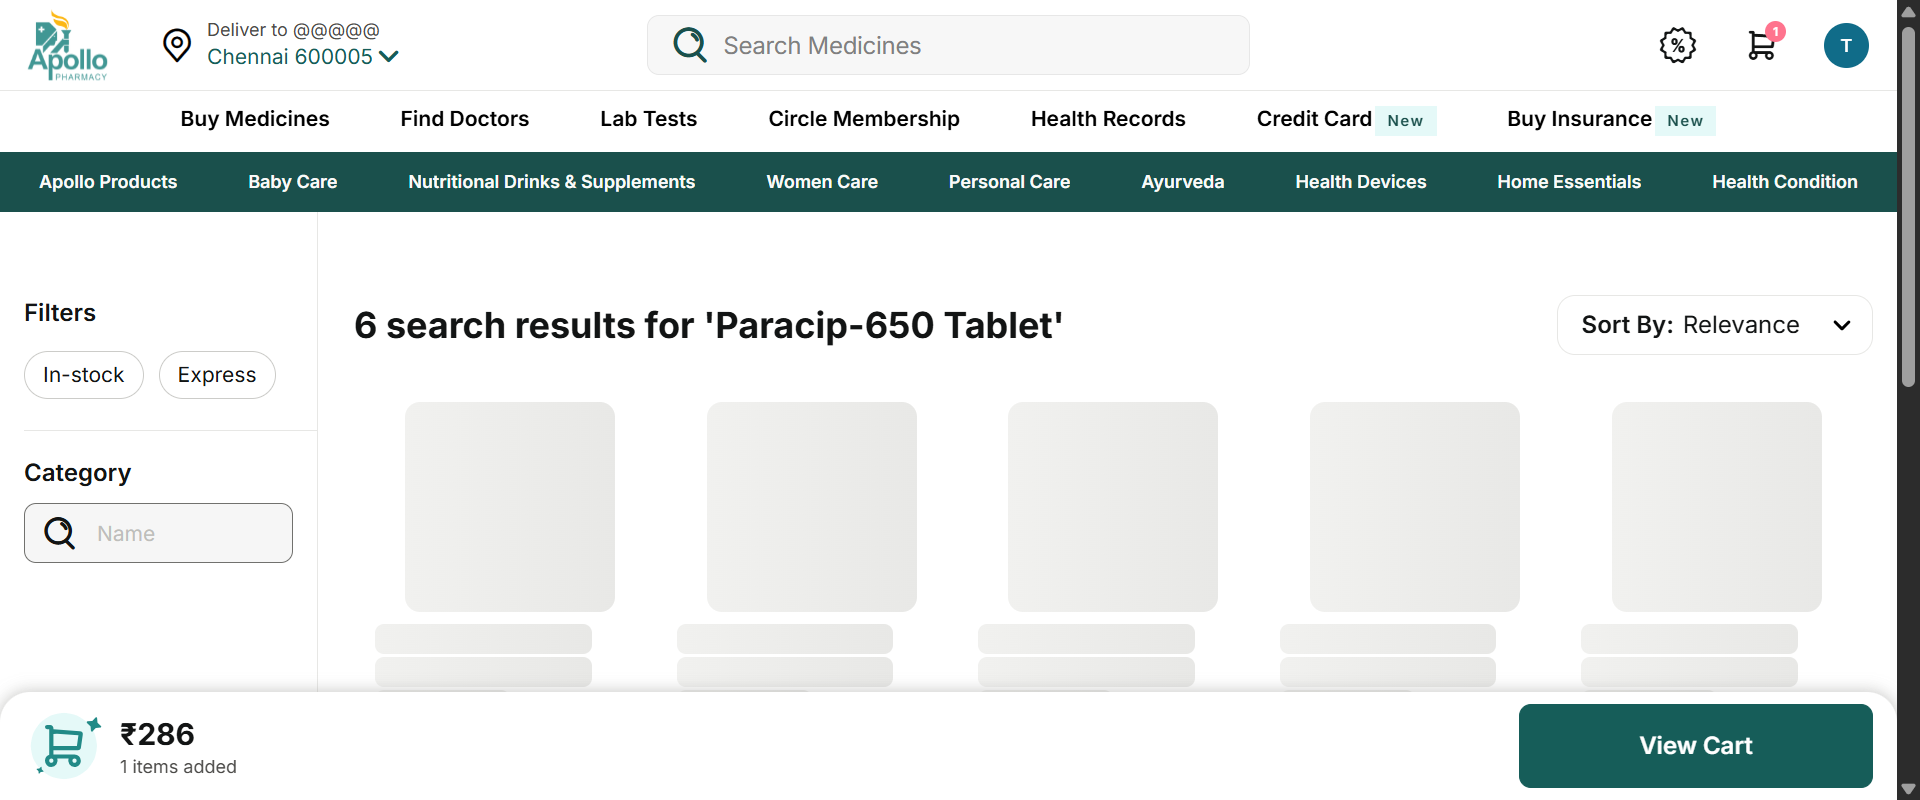 Apollo
PHARMACY
Deliver to @@@@@
Chennai 600005
Search Medicines
%
1
T
Buy Medicines
Find Doctors
Lab Tests
Circle Membership
Health Records
Credit Card New
Buy Insurance New
Apollo Products
Baby Care
Nutritional Drinks & Supplements
Women Care
Personal Care
Ayurveda
Health Devices
Home Essentials
Health Condition
Filters
In-stock
Express
Category
Name
6 search results for 'Paracip-650 Tablet'
Sort By: Relevance
₹286
1 items added
View Cart